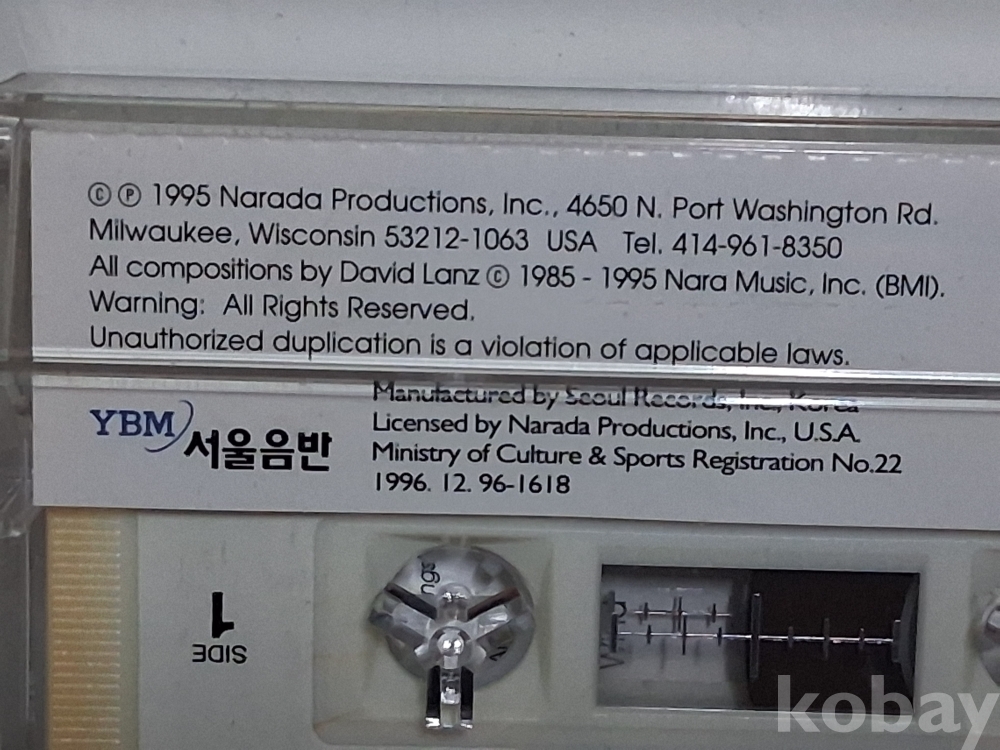 © ℗ 1995 Narada Productions, Inc., 4650 N. Port Washington Rd.
Milwaukee, Wisconsin 53212-1063 USA Tel. 414-961-8350
All compositions by David Lanz © 1985 - 1995 Nara Music, Inc. (BMI).
Warning: All Rights Reserved.
Unauthorized duplication is a violation of applicable laws.
Manufactured by Seoul Records, Inc., Korea
YBM 서울음반
Licensed by Narada Productions, Inc., U.S.A.
Ministry of Culture & Sports Registration No.22
1996. 12. 96-1618
SIDE
1
kobay